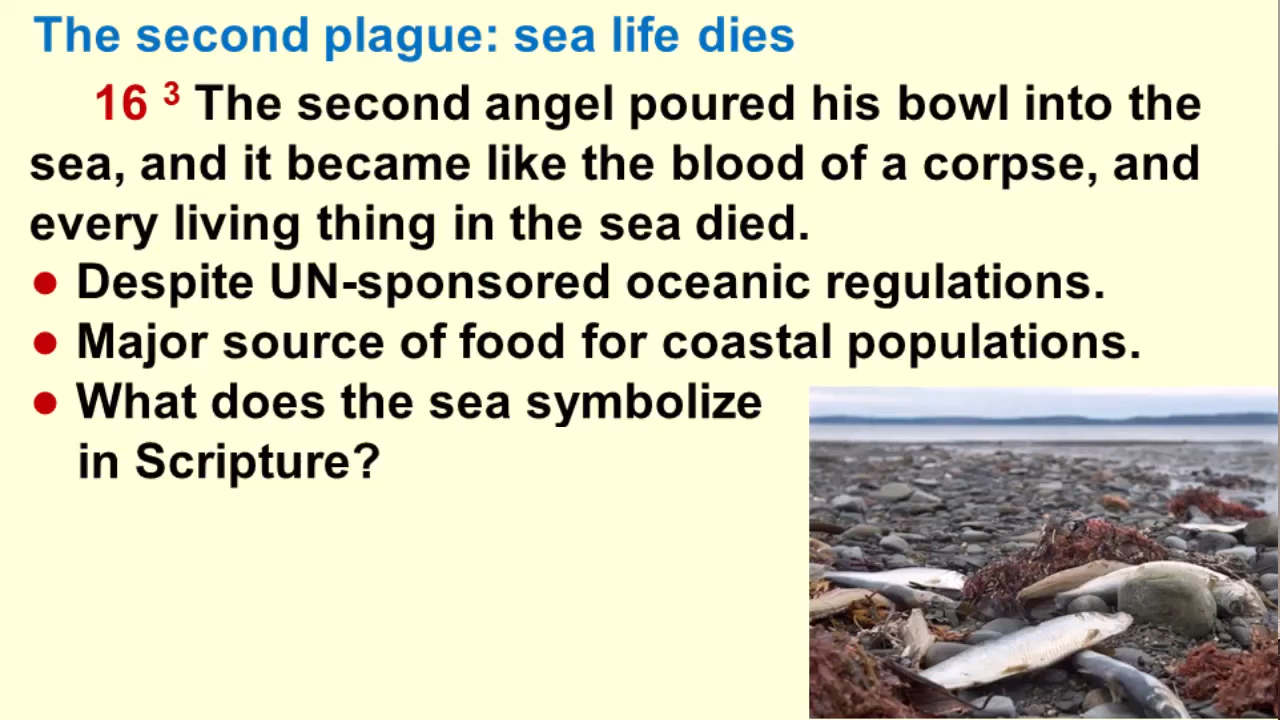 The second plague: sea life dies
16 3 The second angel poured his bowl into the
sea, and it became like the blood of a corpse, and
every living thing in the sea died.
● Despite UN-sponsored oceanic regulations.
● Major source of food for coastal populations.
● What does the sea symbolize
in Scripture?